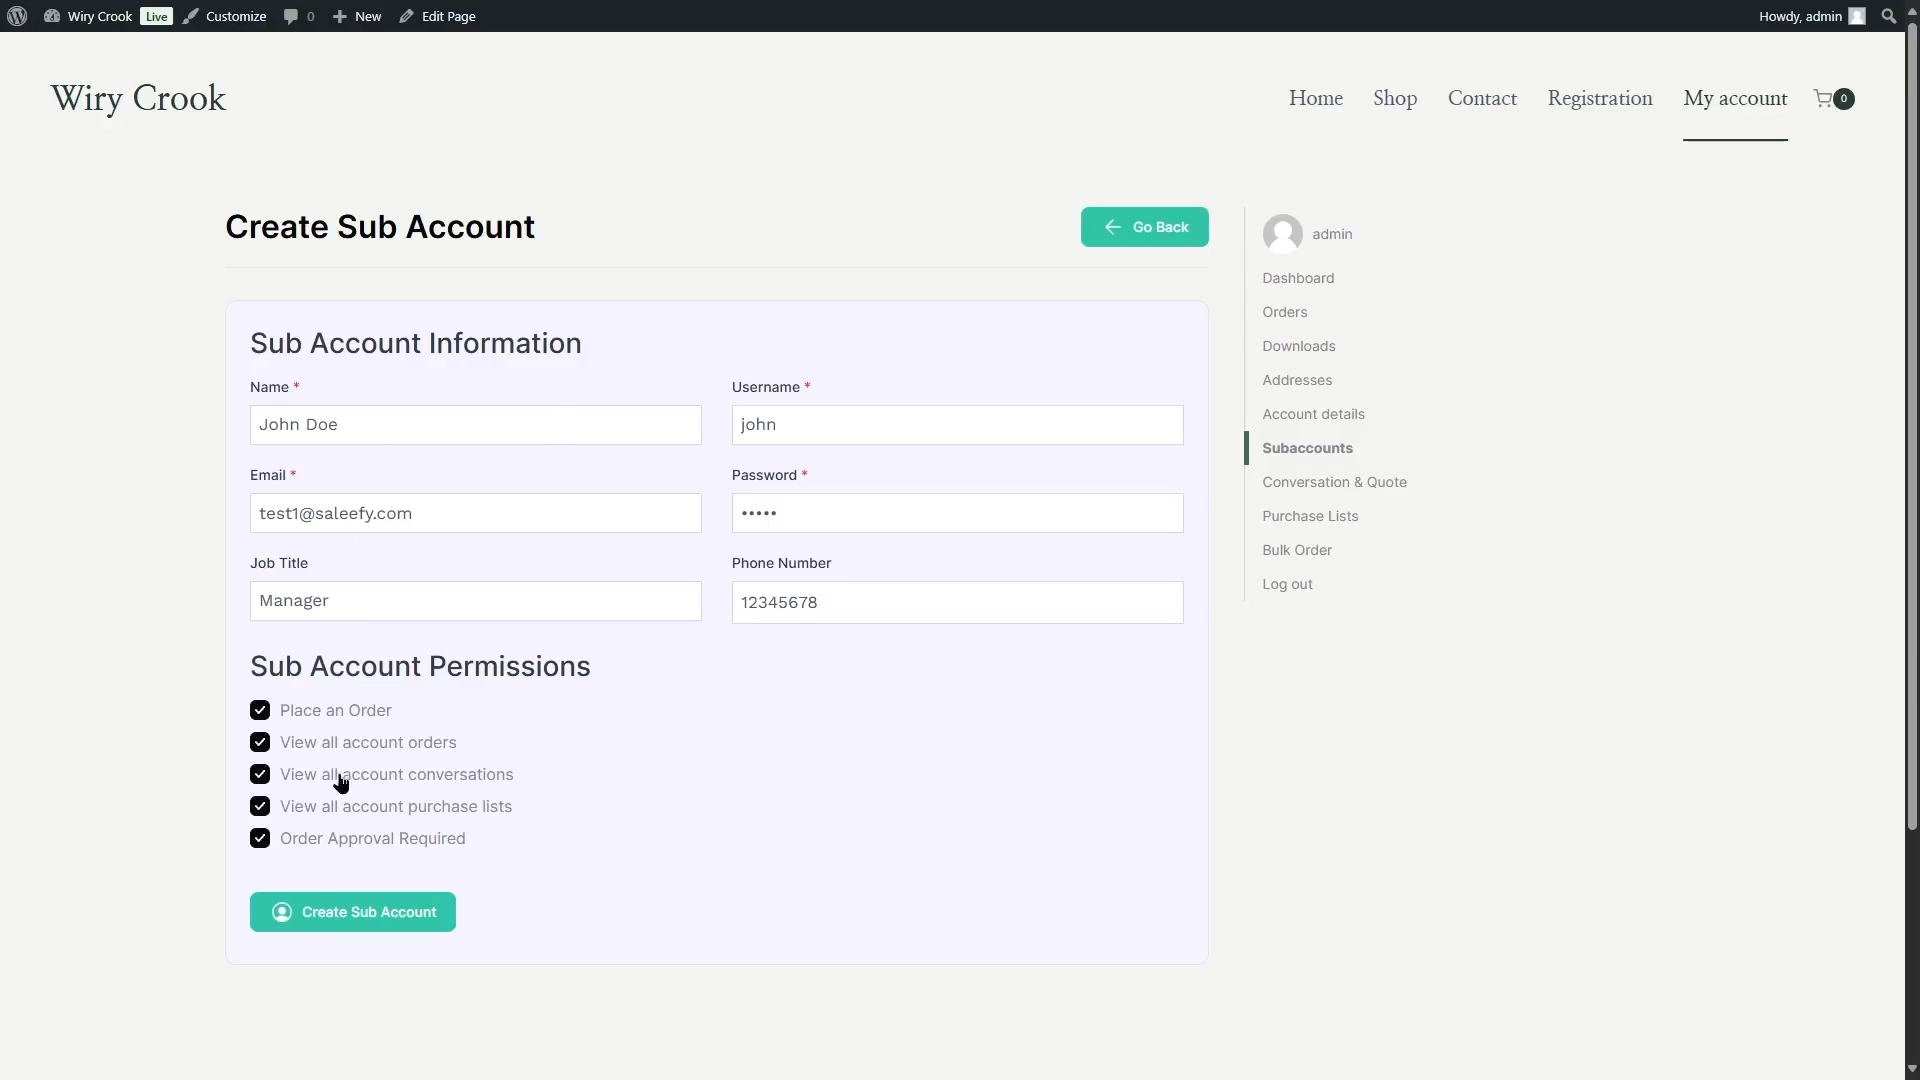 Wiry Crook Live Customize 0 New Edit Page Howdy, admin
Wiry Crook
Home Shop Contact Registration My account 0
Create Sub Account
Go Back
Sub Account Information
Name * Username *
John Doe john
Email * Password *
test1@saleefy.com •••••
Job Title Phone Number
Manager 12345678
Sub Account Permissions
Place an Order
View all account orders
View all account conversations
View all account purchase lists
Order Approval Required
Create Sub Account
admin
Dashboard
Orders
Downloads
Addresses
Account details
Subaccounts
Conversation & Quote
Purchase Lists
Bulk Order
Log out